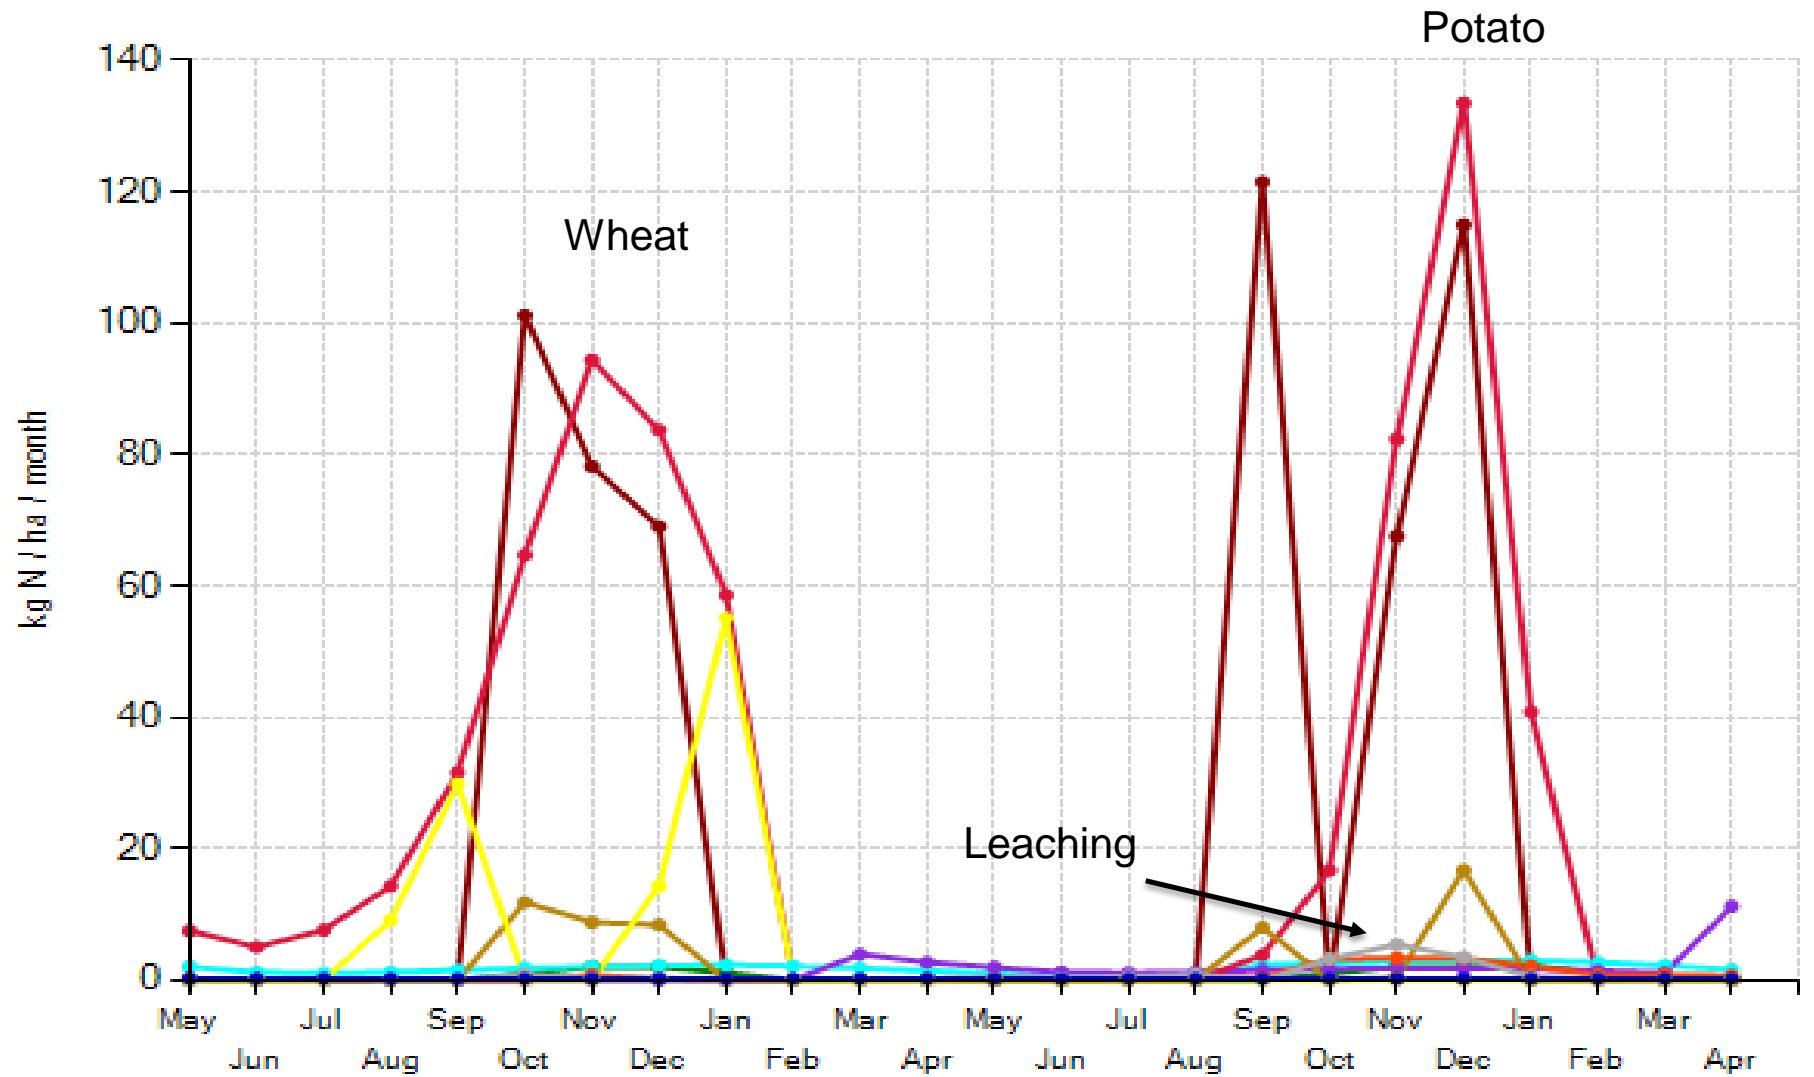 Potato
140
120
Wheat
100
80
kg N / ha / month
60
40
Leaching
20
0
May Jul Sep Nov Jan Mar May Jul Sep Nov Jan Mar
Jun Aug Oct Dec Feb Apr Jun Aug Oct Dec Feb Apr